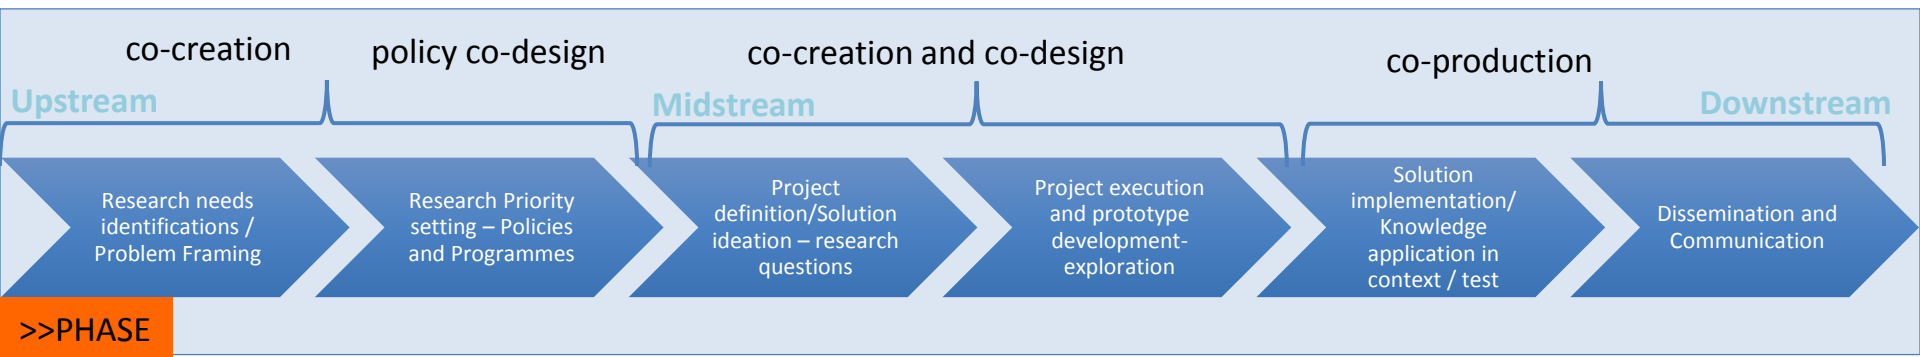 co-creation
policy co-design
co-creation and co-design
co-production
Upstream
Midstream
Downstream
Research needs
identifications /
Problem Framing
Research Priority
setting – Policies
and Programmes
Project
definition/Solution
ideation – research
questions
Project execution
and prototype
development-
exploration
Solution
implementation/
Knowledge
application in
context / test
Dissemination and
Communication
>>PHASE